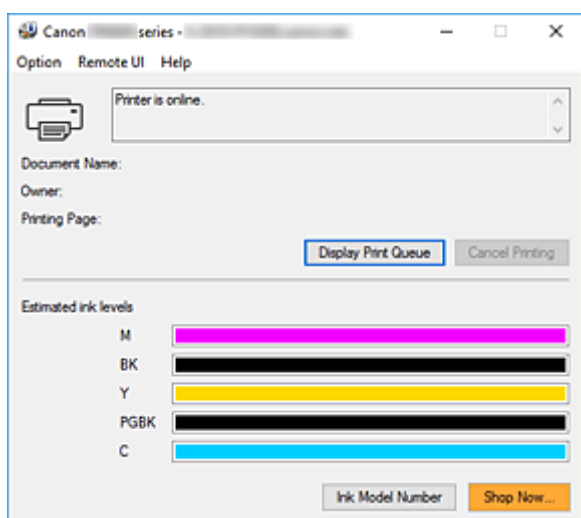 Canon series -
Option Remote UI Help
Printer is online.
Document Name:
Owner:
Printing Page:
Display Print Queue Cancel Printing
Estimated ink levels
M
BK
Y
PGBK
C
Ink Model Number Shop Now...